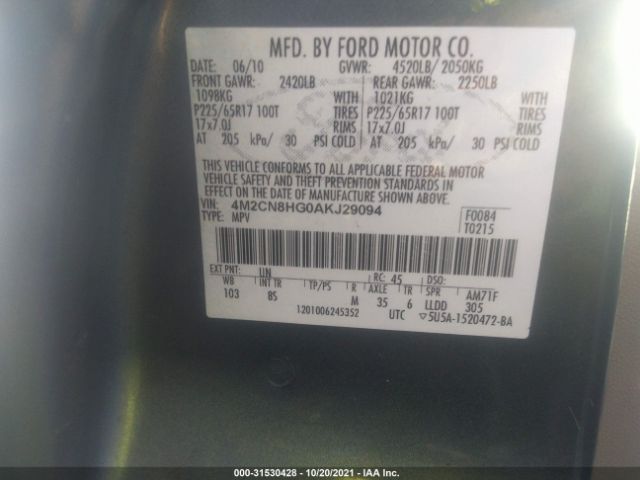 MFD. BY FORD MOTOR CO.
DATE: 06/10 GVWR: 4520LB/ 2050KG
FRONT GAWR: 2420LB REAR GAWR: 2250LB
1098KG WITH 1021KG WITH
P225/65R17 100T TIRES P225/65R17 100T TIRES
17x7.0J RIMS 17x7.0J RIMS
AT 205 kPa/ 30 PSI COLD AT 205 kPa/ 30 PSI COLD
THIS VEHICLE CONFORMS TO ALL APPLICABLE FEDERAL MOTOR
VEHICLE SAFETY AND THEFT PREVENTION STANDARDS IN
EFFECT ON THE DATE OF MANUFACTURE SHOWN ABOVE.
VIN: 4M2CN8HG0AKJ29094 F0084
TYPE: MPV T0215
EXT PNT: UN RC: 45 DSO:
WB INT TR TP/PS R AXLE TR SPR AM71F
103 8S M 35 6 LLDD 305
1201006245352 UTC ▽5U5A-1520472-BA
000-31530428 - 10/20/2021 - IAA Inc.